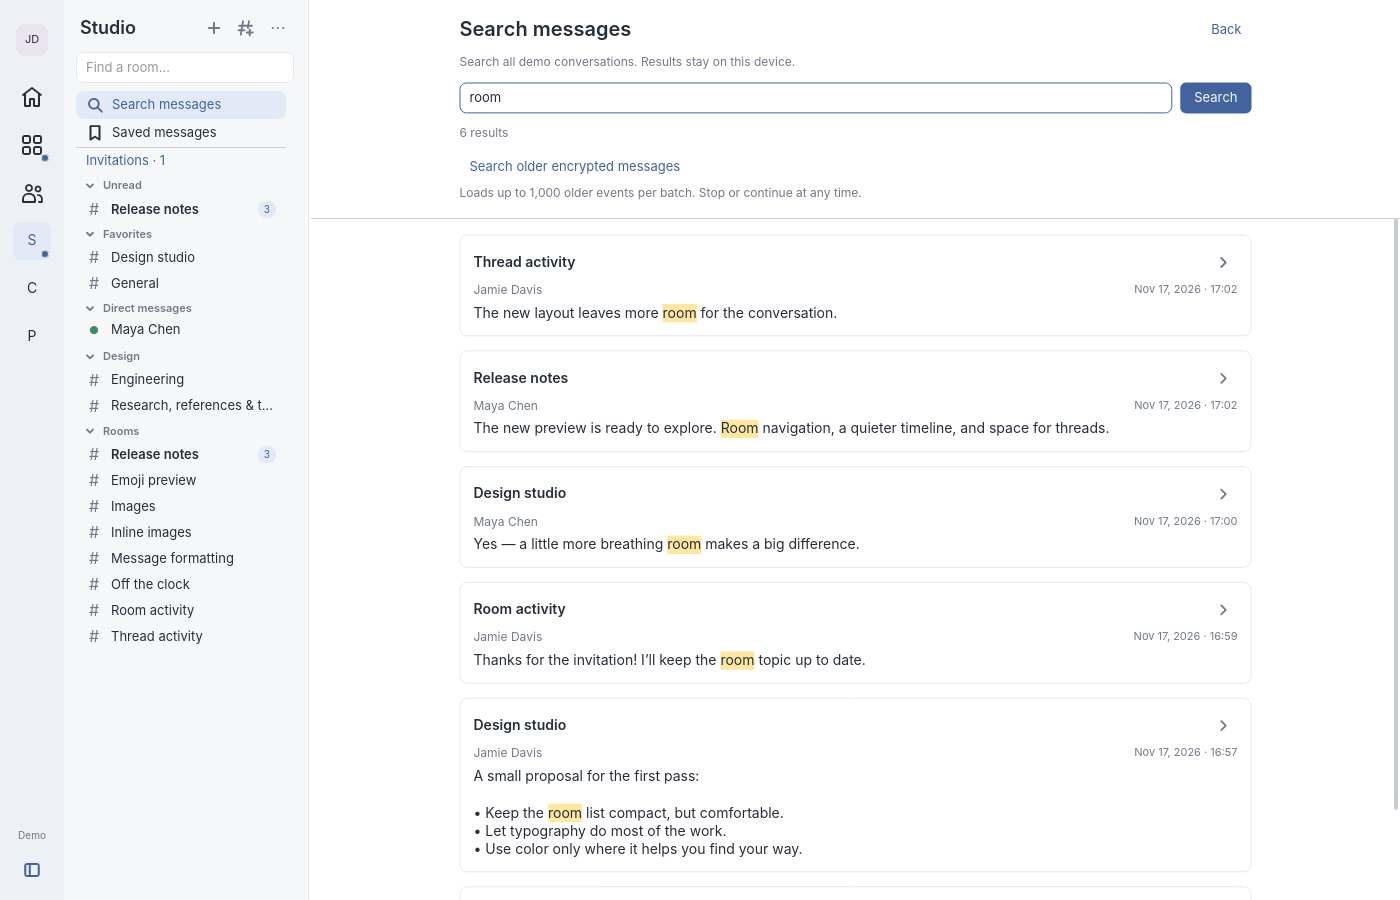 JD
S
C
P
Demo
Studio
Find a room...
Search messages
Saved messages
Invitations · 1
Unread
# Release notes 3
Favorites
# Design studio
# General
Direct messages
Maya Chen
Design
# Engineering
# Research, references & t...
Rooms
# Release notes 3
# Emoji preview
# Images
# Inline images
# Message formatting
# Off the clock
# Room activity
# Thread activity
Search messages
Back
Search all demo conversations. Results stay on this device.
room
Search
6 results
Search older encrypted messages
Loads up to 1,000 older events per batch. Stop or continue at any time.
Thread activity
Jamie Davis Nov 17, 2026 · 17:02
The new layout leaves more room for the conversation.
Release notes
Maya Chen Nov 17, 2026 · 17:02
The new preview is ready to explore. Room navigation, a quieter timeline, and space for threads.
Design studio
Maya Chen Nov 17, 2026 · 17:00
Yes — a little more breathing room makes a big difference.
Room activity
Jamie Davis Nov 17, 2026 · 16:59
Thanks for the invitation! I’ll keep the room topic up to date.
Design studio
Jamie Davis Nov 17, 2026 · 16:57
A small proposal for the first pass:
• Keep the room list compact, but comfortable.
• Let typography do most of the work.
• Use color only where it helps you find your way.